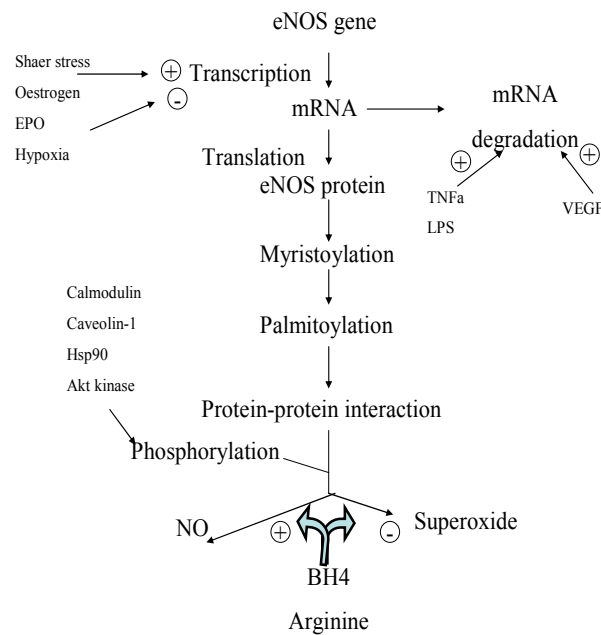 eNOS gene
Shaer stress
+ Transcription
Oestrogen
-
EPO
Hypoxia
mRNA
mRNA
degradation
+
+
Translation
eNOS protein
TNFa
LPS
VEGF
Myristoylation
Calmodulin
Caveolin-1
Hsp90
Akt kinase
Palmitoylation
Protein-protein interaction
Phosphorylation
NO
+
-
Superoxide
BH4
Arginine